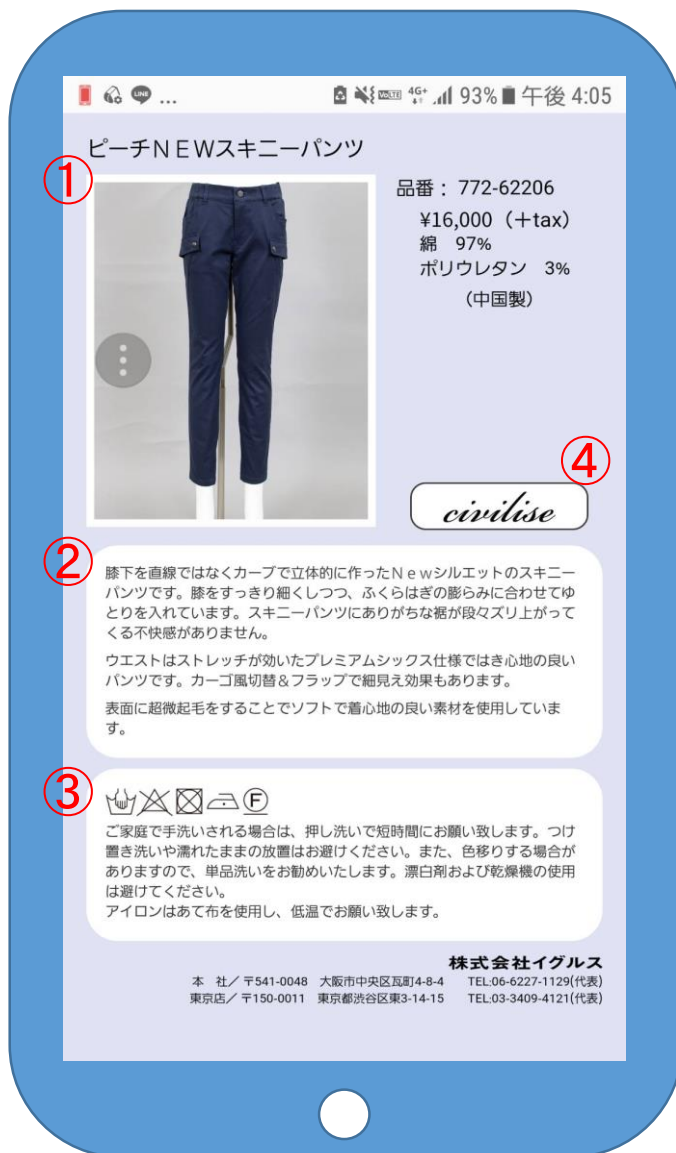 LINE ... VoLTE 4G+ 93% 午後 4:05
ピーチNEWスキニーパンツ
①
品番： 772-62206
¥16,000（＋tax）
綿 97%
ポリウレタン 3%
（中国製）
④
civilise
②
膝下を直線ではなくカーブで立体的に作ったＮｅｗシルエットのスキニー
パンツです。膝をすっきり細くしつつ、ふくらはぎの膨らみに合わせてゆ
とりを入れています。スキニーパンツにありがちな裾が段々ズリ上がって
くる不快感がありません。
ウエストはストレッチが効いたプレミアムシックス仕様ではき心地の良い
パンツです。カーゴ風切替＆フラップで細見え効果もあります。
表面に超微起毛をすることでソフトで着心地の良い素材を使用していま
す。
③
F
ご家庭で手洗いされる場合は、押し洗いで短時間にお願い致します。つけ
置き洗いや濡れたままの放置はお避けください。また、色移りする場合が
ありますので、単品洗いをお勧めいたします。漂白剤および乾燥機の使用
は避けてください。
アイロンはあて布を使用し、低温でお願い致します。
株式会社イグルス
本 社／〒541-0048 大阪市中央区瓦町4-8-4 TEL:06-6227-1129(代表)
東京店／〒150-0011 東京都渋谷区東3-14-15 TEL:03-3409-4121(代表)